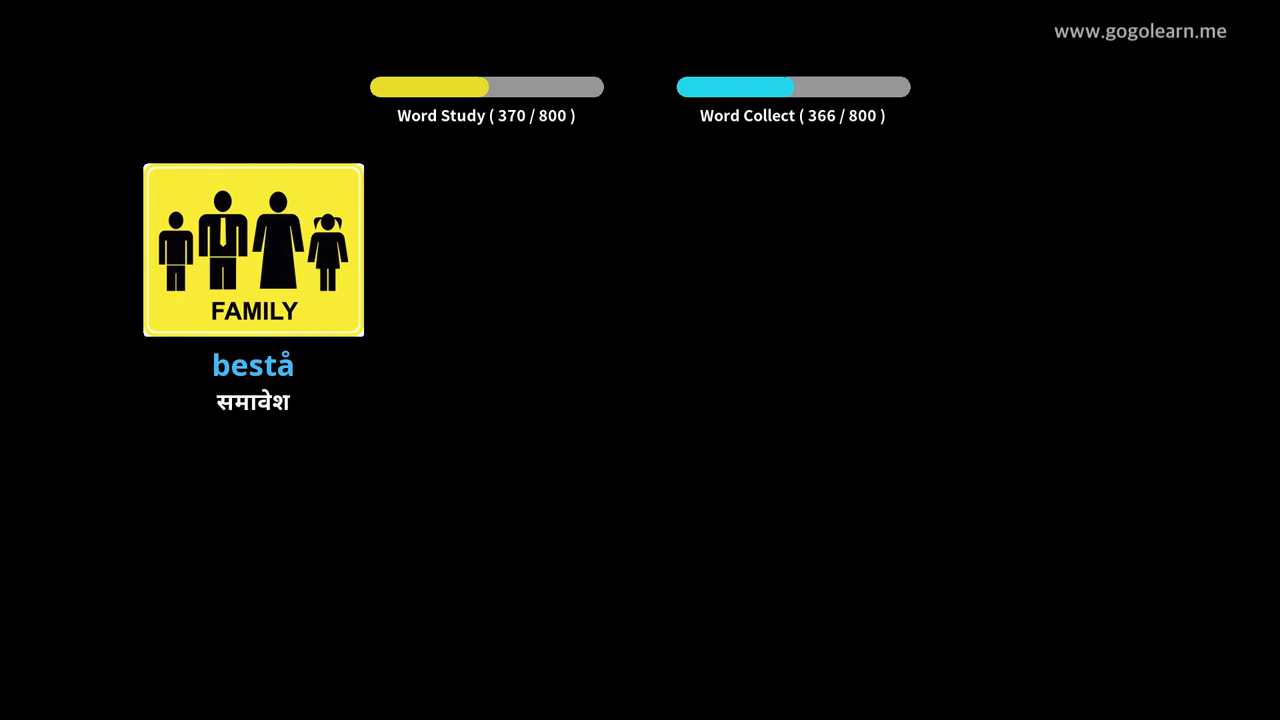 www.gogolearn.me
Word Study ( 370 / 800 )
Word Collect ( 366 / 800 )
FAMILY
bestå
समावेश